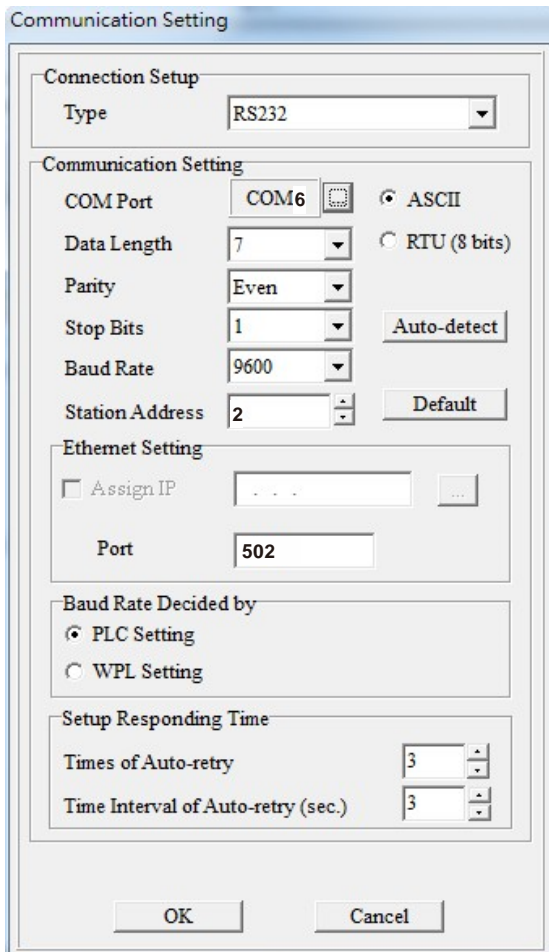 Communication Setting
Connection Setup
Type RS232
Communication Setting
COM Port COM6 ASCII
Data Length 7 RTU (8 bits)
Parity Even
Stop Bits 1 Auto-detect
Baud Rate 9600
Station Address 2 Default
Ethernet Setting
Assign IP . . . ...
Port 502
Baud Rate Decided by
PLC Setting
WPL Setting
Setup Responding Time
Times of Auto-retry 3
Time Interval of Auto-retry (sec.) 3
OK Cancel